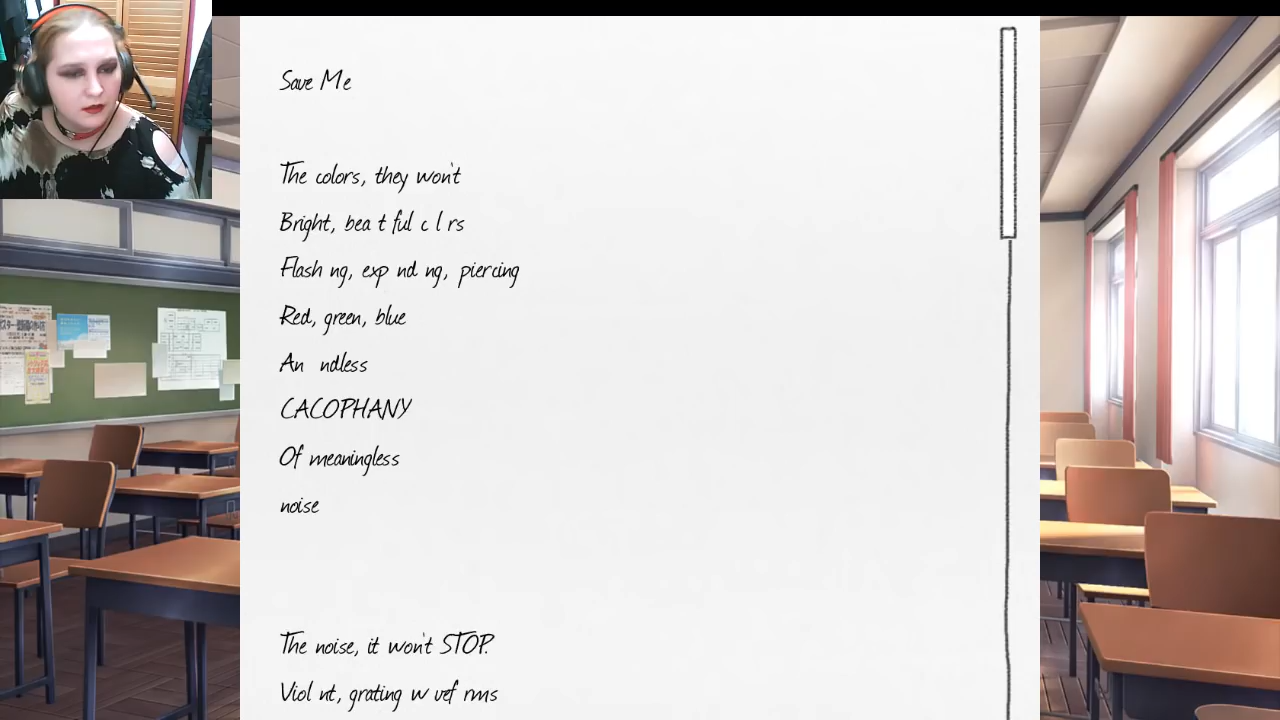 Save Me
The colors, they won't
Bright, bea t ful c l rs
Flash ng, exp nd ng, piercing
Red, green, blue
An ndless
CACOPHANY
Of meaningless
noise
The noise, it won't STOP.
Viol nt, grating w vef rms